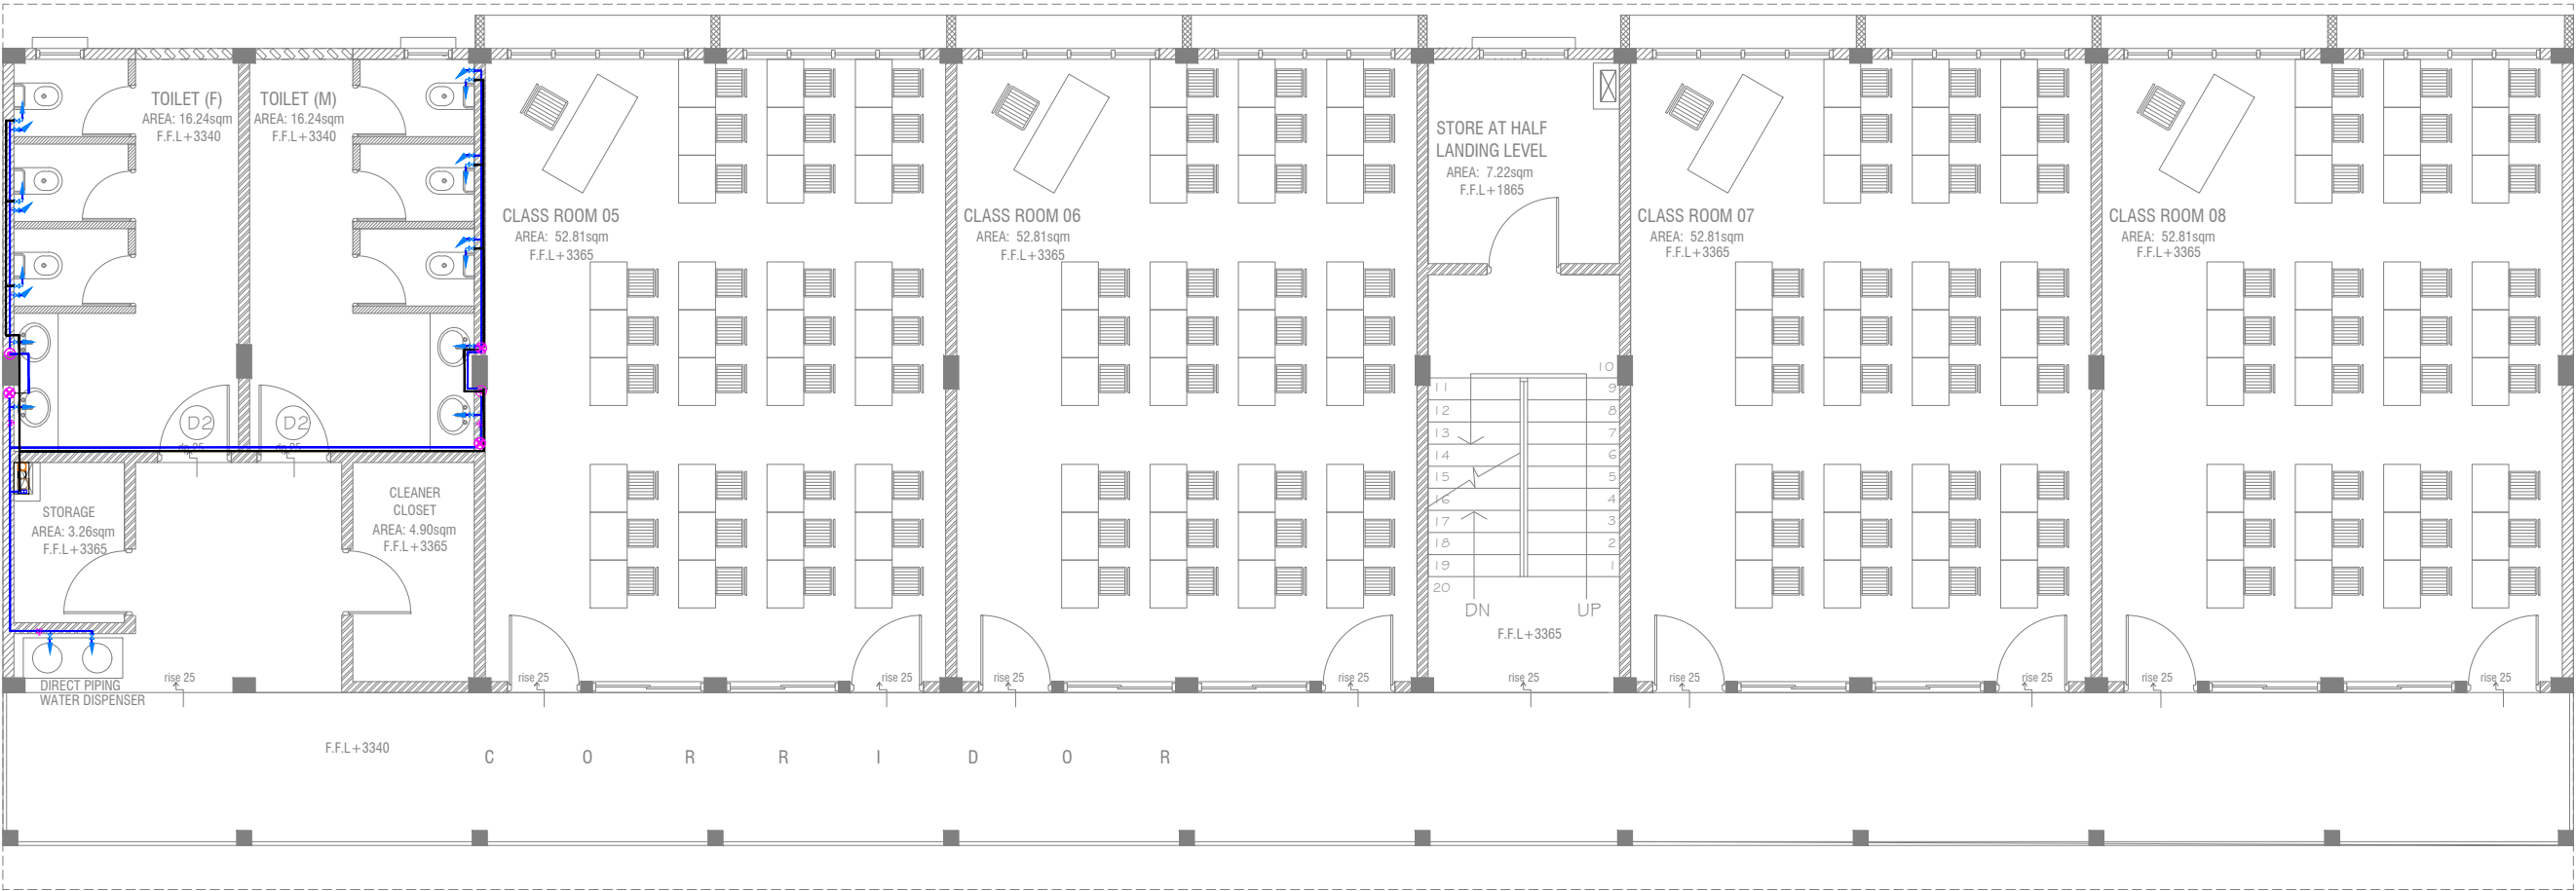 TOILET (F)
AREA: 16.24sqm
F.F.L+3340
TOILET (M)
AREA: 16.24sqm
F.F.L+3340
CLASS ROOM 05
AREA: 52.81sqm
F.F.L+3365
CLASS ROOM 06
AREA: 52.81sqm
F.F.L+3365
STORE AT HALF
LANDING LEVEL
AREA: 7.22sqm
F.F.L+1865
CLASS ROOM 07
AREA: 52.81sqm
F.F.L+3365
CLASS ROOM 08
AREA: 52.81sqm
F.F.L+3365
D2
D2
STORAGE
AREA: 3.26sqm
F.F.L+3365
CLEANER
CLOSET
AREA: 4.90sqm
F.F.L+3365
10
11
9
12
8
13
7
14
6
15
5
16
4
17
3
18
2
19
1
20
DN
UP
F.F.L+3365
DIRECT PIPING
WATER DISPENSER
rise 25
rise 25
rise 25
rise 25
rise 25
rise 25
rise 25
rise 25
rise 25
rise 25
F.F.L+3340
C O R R I D O R